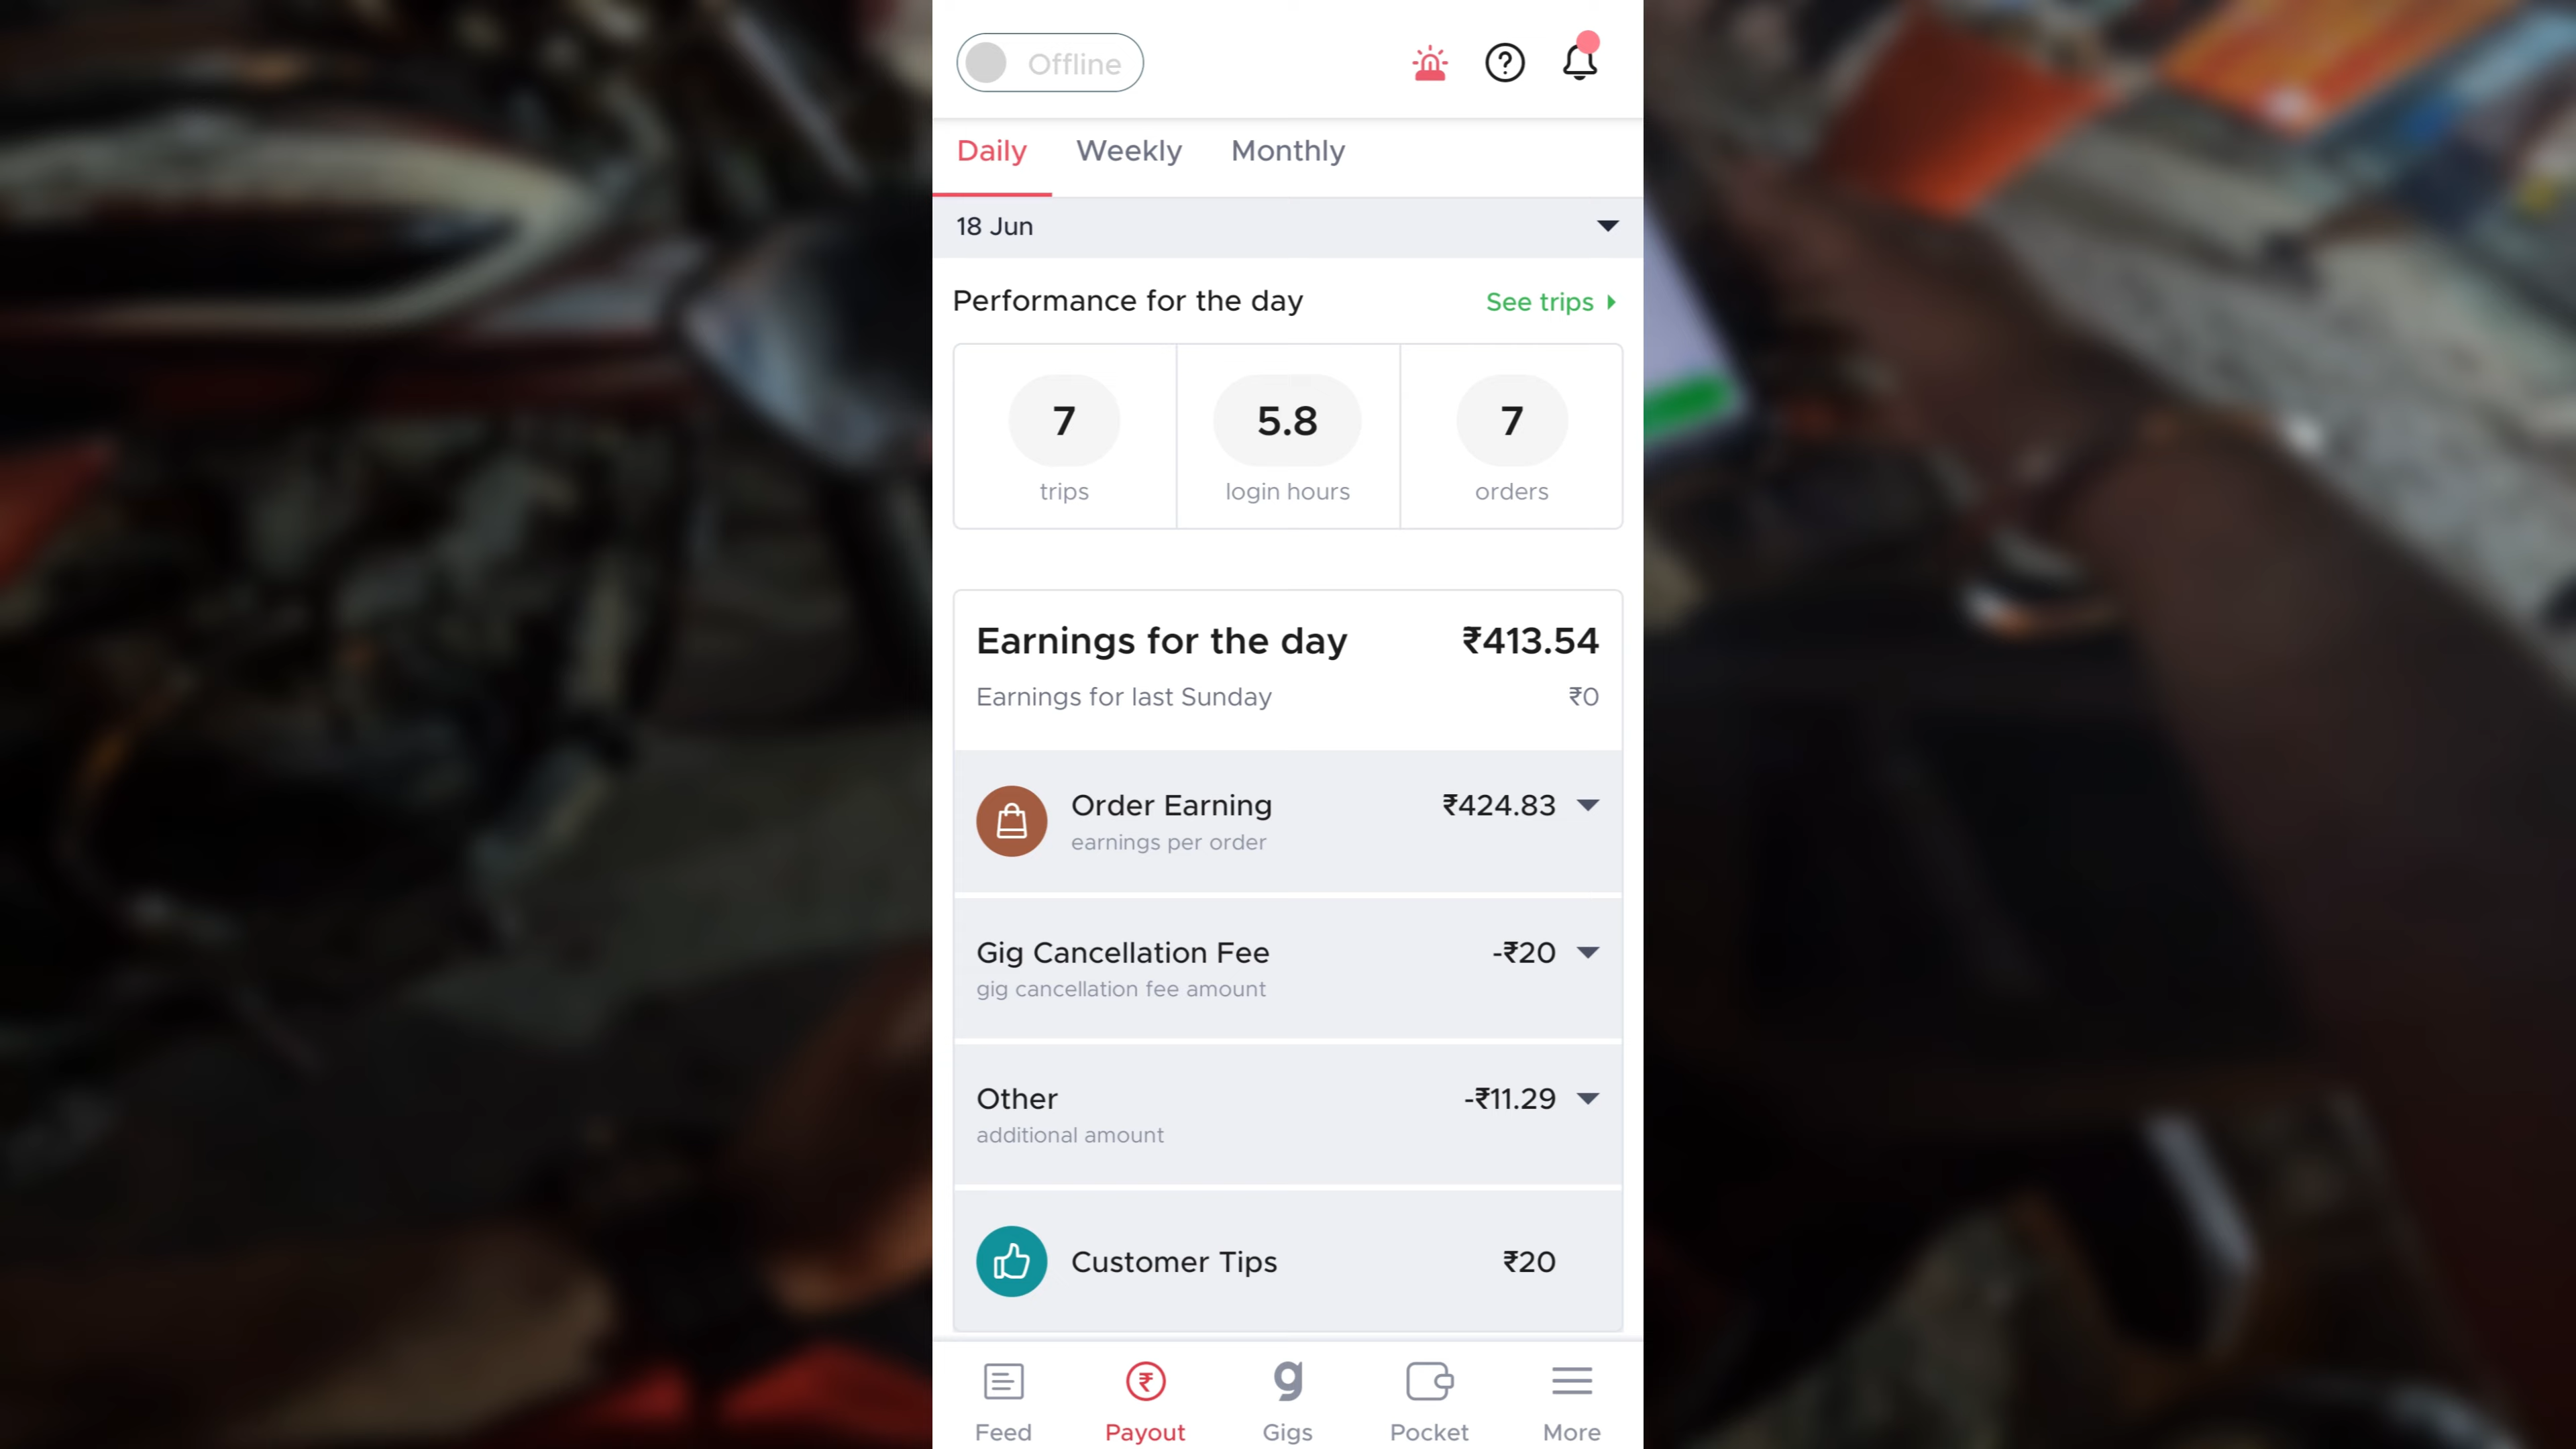 Offline
Daily Weekly Monthly
18 Jun
Performance for the day See trips
7 5.8 7
trips login hours orders
Earnings for the day ₹413.54
Earnings for last Sunday ₹0
Order Earning ₹424.83
earnings per order
Gig Cancellation Fee -₹20
gig cancellation fee amount
Other -₹11.29
additional amount
Customer Tips ₹20
Feed Payout Gigs Pocket More